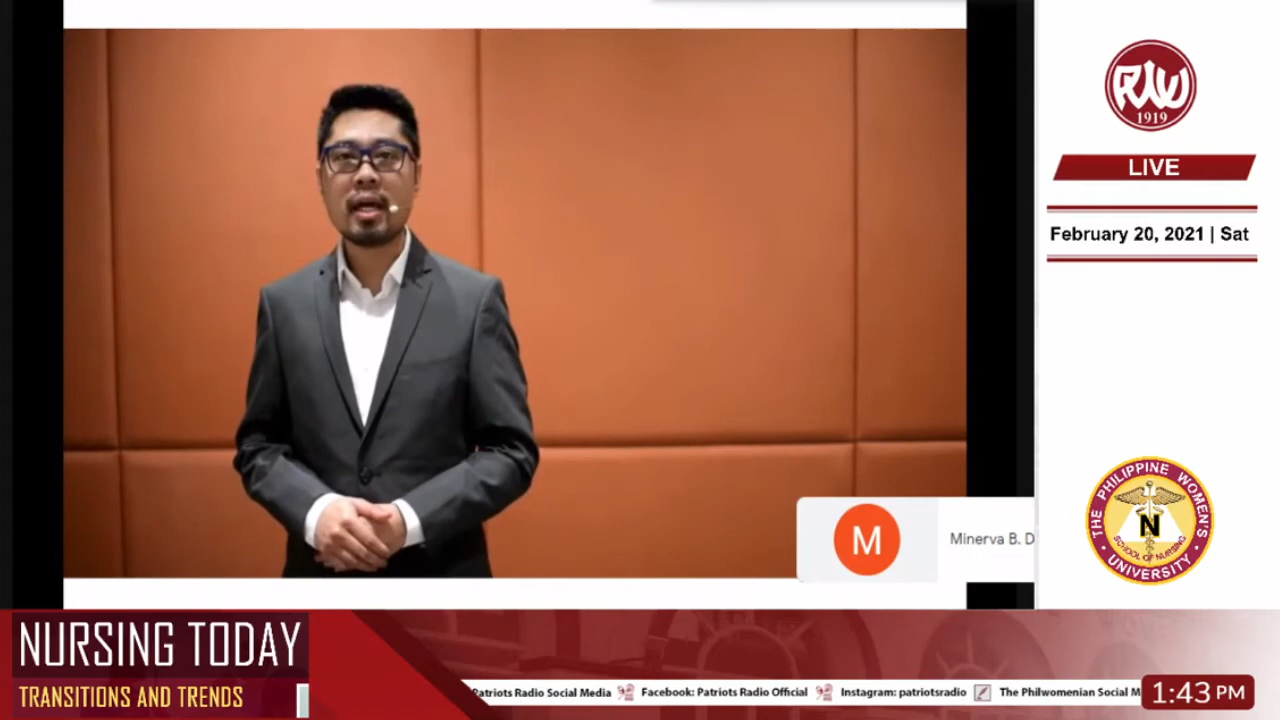 PWU
1919
LIVE
February 20, 2021 | Sat
M
Minerva B. D
THE PHILIPPINE WOMEN'S UNIVERSITY
N
SCHOOL OF NURSING
NURSING TODAY
TRANSITIONS AND TRENDS
Patriots Radio Social Media Facebook: Patriots Radio Official Instagram: patriotsradio The Philwomenian Social M
1:43 PM